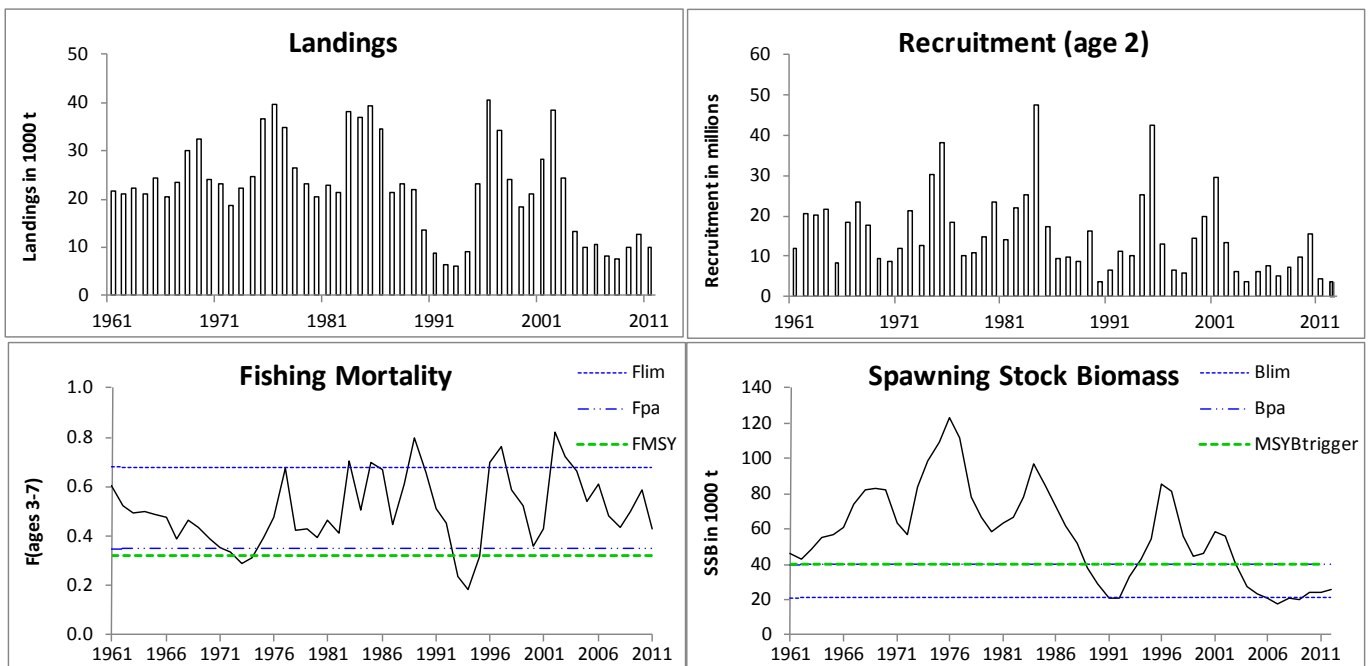 Landings
Landings in 1000 t
50
40
30
20
10
0
1961 1971 1981 1991 2001 2011
Recruitment (age 2)
Recruitment in millions
60
50
40
30
20
10
0
1961 1971 1981 1991 2001 2011
Fishing Mortality
Flim
Fpa
FMSY
F(ages 3-7)
1.0
0.8
0.6
0.4
0.2
0.0
1961 1966 1971 1976 1981 1986 1991 1996 2001 2006 2011
Spawning Stock Biomass
Blim
Bpa
MSYBtrigger
SSB in 1000 t
140
120
100
80
60
40
20
0
1961 1966 1971 1976 1981 1986 1991 1996 2001 2006 2011